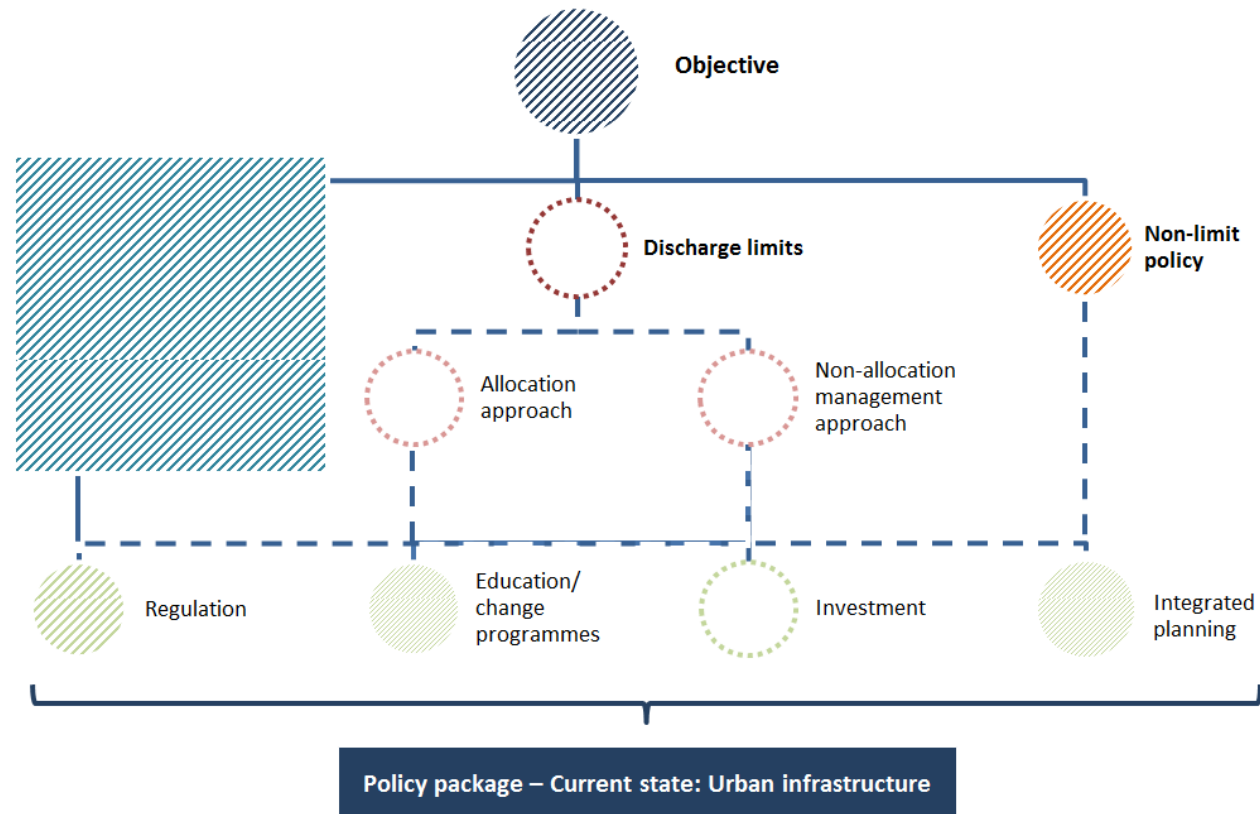 Objective
Discharge limits
Non-limit
policy
Allocation
approach
Non-allocation
management
approach
Regulation
Education/
change
programmes
Investment
Integrated
planning
Policy package – Current state: Urban infrastructure